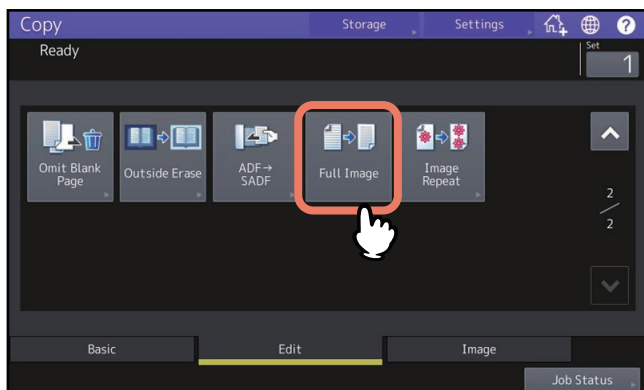 Copy
Storage
Settings
?
Ready
Set
1
Omit Blank
Page
Outside Erase
ADF→
SADF
Full Image
Image
Repeat
2
2
Basic
Edit
Image
Job Status